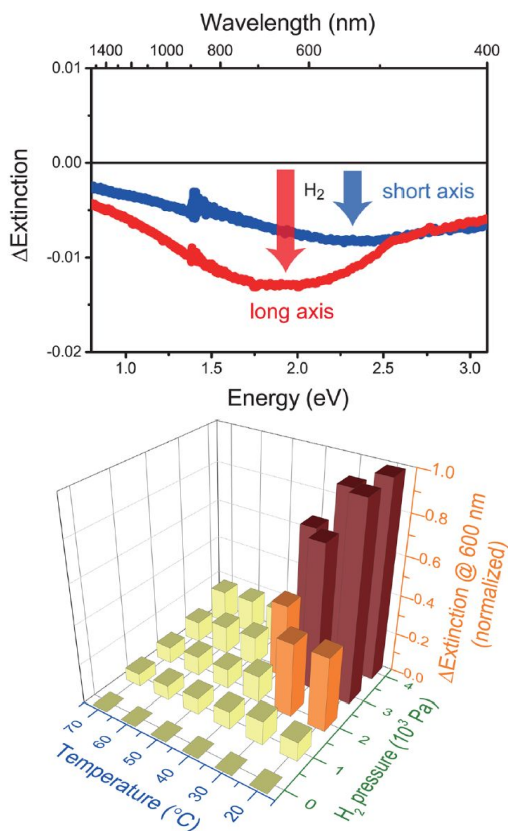 Wavelength (nm)
1400 1000 800 600 400
0.01
0.00
-0.01
-0.02
ΔExtinction
H2
short axis
long axis
1.0 1.5 2.0 2.5 3.0
Energy (eV)
1.0
0.8
0.6
0.4
0.2
0.0
ΔExtinction @ 600 nm
(normalized)
4
3
2
1
0
H2 pressure (10³ Pa)
70 60 50 40 30 20
Temperature (°C)